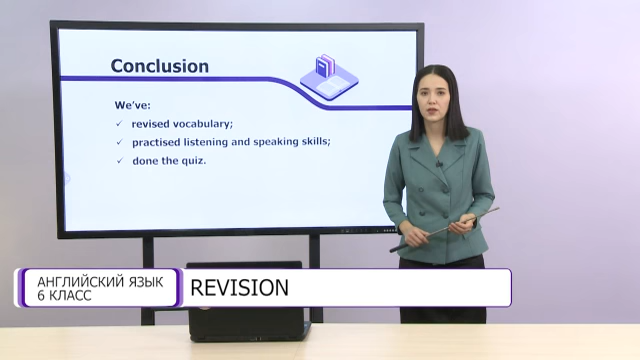 Conclusion
We've:
✓ revised vocabulary;
✓ practised listening and speaking skills;
✓ done the quiz.
АНГЛИЙСКИЙ ЯЗЫК
6 КЛАСС
REVISION